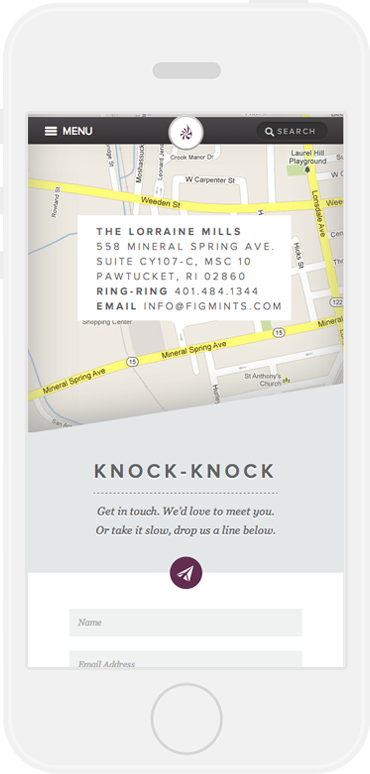 MENU
SEARCH
Creek Manor Dr
Laurel Hill
Playground
W Carpenter St
Rowland St
Weeden St
Lonsdale Ave
THE LORRAINE MILLS
558 MINERAL SPRING AVE.
SUITE CY107-C, MSC 10
PAWTUCKET, RI 02860
RING-RING 401.484.1344
EMAIL INFO@FIGMINTS.COM
Hicks St
122
Shopping Center
15
Mineral Spring Ave
15
Mineral Spring Ave
Mineral
St Anthony's
Church
KNOCK-KNOCK
Get in touch. We'd love to meet you.
Or take it slow, drop us a line below.
Name
Email Address